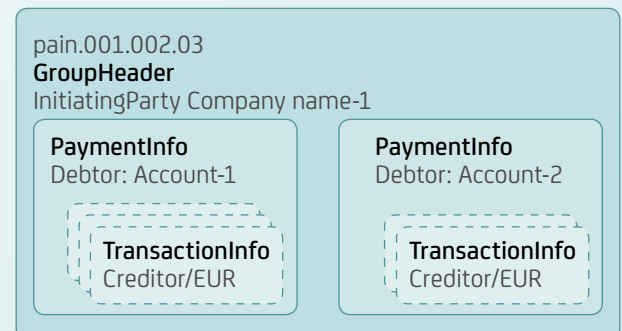 pain.001.002.03
GroupHeader
InitiatingParty Company name-1
PaymentInfo
Debtor: Account-1
TransactionInfo
Creditor/EUR
PaymentInfo
Debtor: Account-2
TransactionInfo
Creditor/EUR